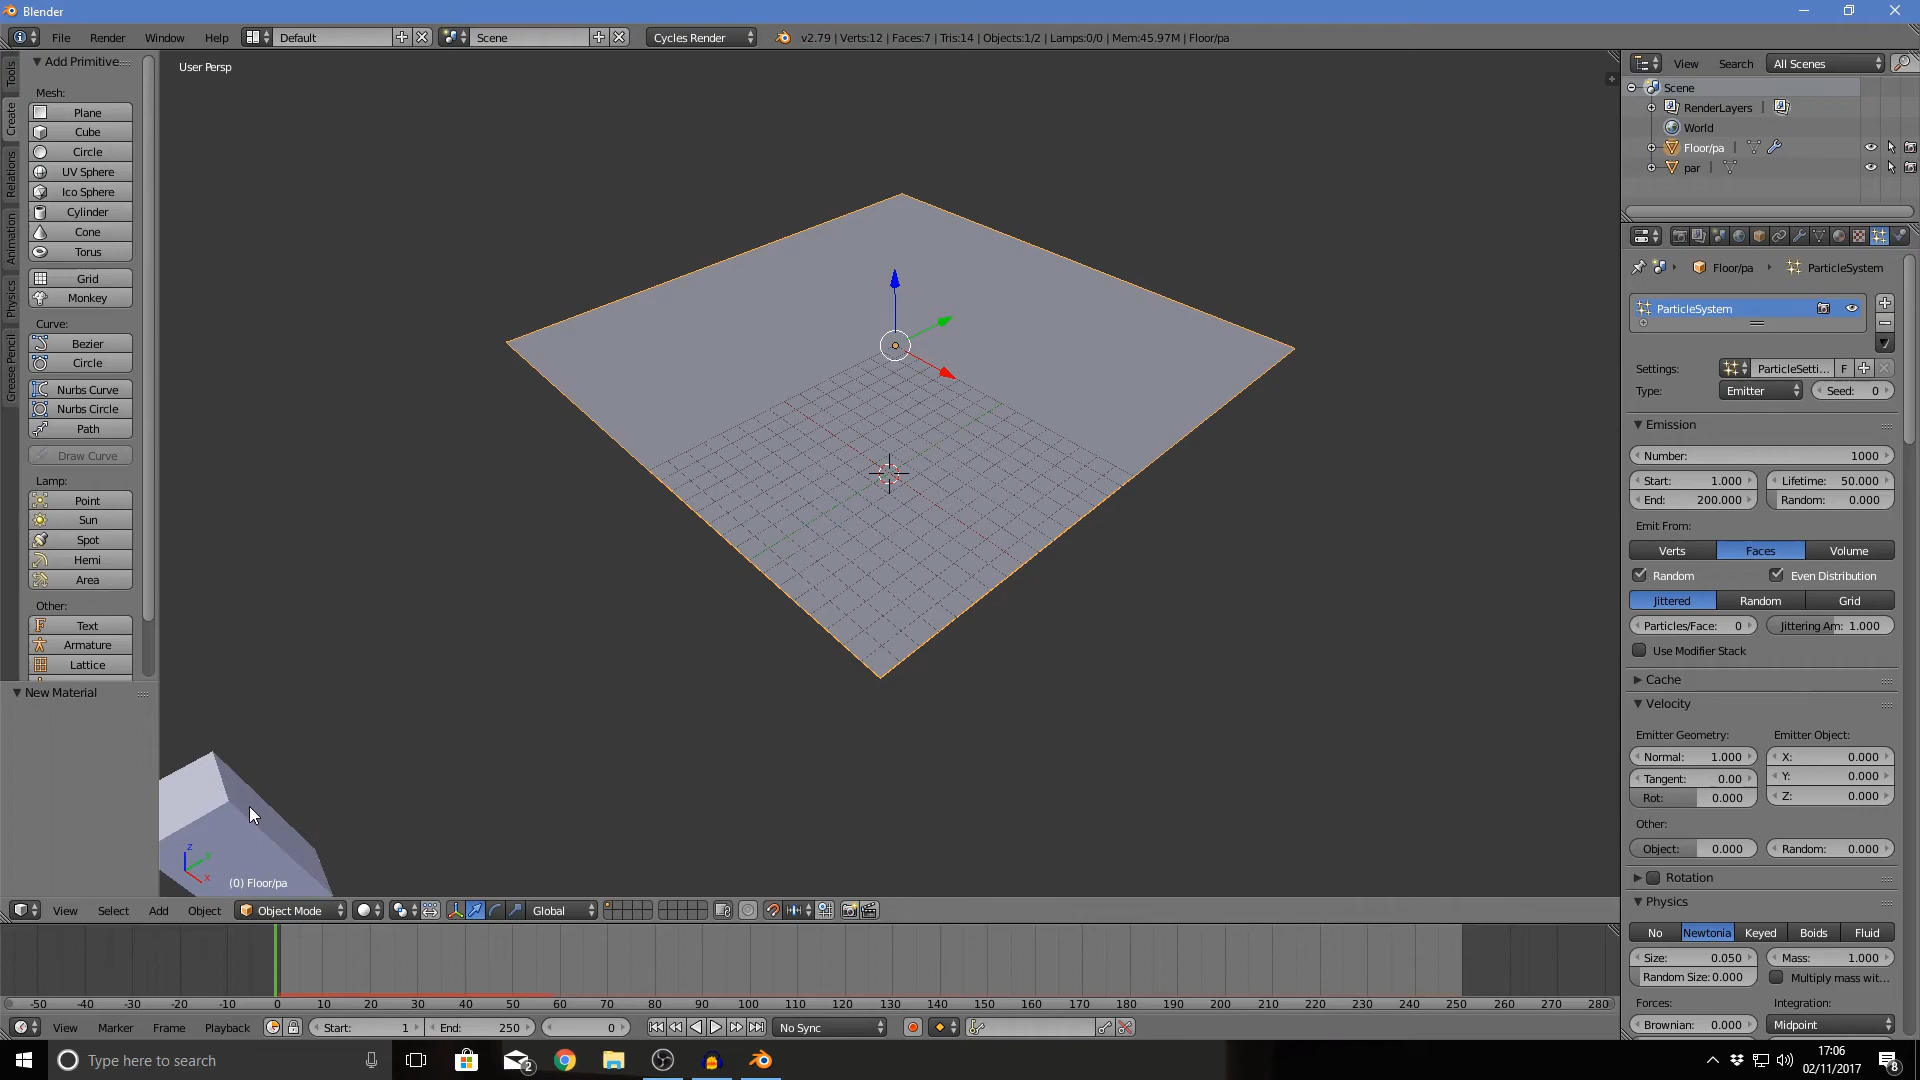 Blender
File Render Window Help Default Scene Cycles Render v2.79 | Verts:12 | Faces:7 | Tris:14 | Objects:1/2 | Lamps:0/0 | Mem:45.97M | Floor/pa
Tools
Create
Relations
Animation
Physics
Grease Pencil
Add Primitive
Mesh:
Plane
Cube
Circle
UV Sphere
Ico Sphere
Cylinder
Cone
Torus
Grid
Monkey
Curve:
Bezier
Circle
Nurbs Curve
Nurbs Circle
Path
Draw Curve
Lamp:
Point
Sun
Spot
Hemi
Area
Other:
Text
Armature
Lattice
New Material
User Persp
z
x
(0) Floor/pa
View Search All Scenes
Scene
RenderLayers
World
Floor/pa
par
Floor/pa ParticleSystem
ParticleSystem
Settings: ParticleSetti... F
Type: Emitter Seed: 0
Emission
Number: 1000
Start: 1.000 Lifetime: 50.000
End: 200.000 Random: 0.000
Emit From:
Verts Faces Volume
Random Even Distribution
Jittered Random Grid
Particles/Face: 0 Jittering Am: 1.000
Use Modifier Stack
Cache
Velocity
Emitter Geometry: Emitter Object:
Normal: 1.000 X: 0.000
Tangent: 0.00 Y: 0.000
Rot: 0.000 Z: 0.000
Other:
Object: 0.000 Random: 0.000
Rotation
Physics
No Newtonia Keyed Boids Fluid
Size: 0.050 Mass: 1.000
Random Size: 0.000 Multiply mass wit...
Forces: Integration:
Brownian: 0.000 Midpoint
View Select Add Object Object Mode Global
-50 -40 -30 -20 -10 0 10 20 30 40 50 60 70 80 90 100 110 120 130 140 150 160 170 180 190 200 210 220 230 240 250 260 270 280
View Marker Frame Playback Start: 1 End: 250 0 No Sync
Type here to search
2
17:06
02/11/2017
8